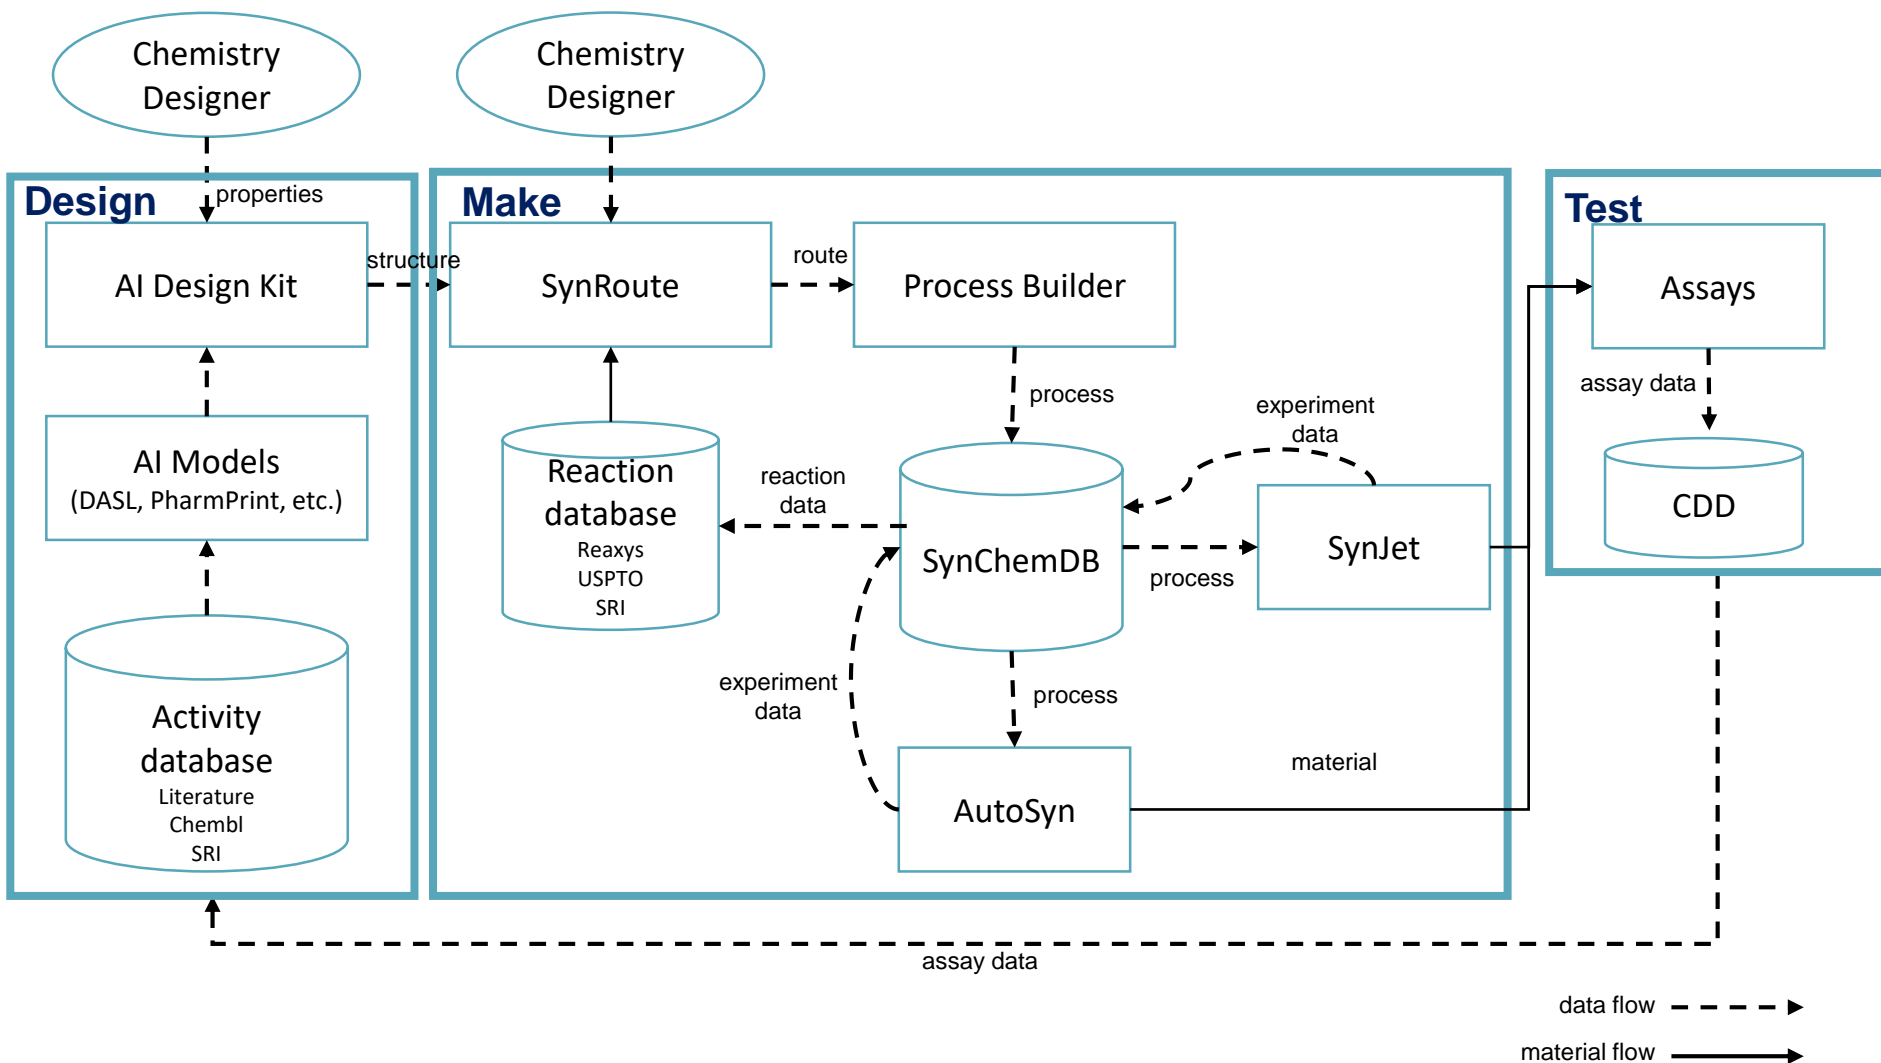 Chemistry
Designer
Chemistry
Designer
Design
properties
Make
Test
AI Design Kit
structure
SynRoute
route
Process Builder
Assays
process
assay data
experiment
data
AI Models
(DASL, PharmPrint, etc.)
Reaction
database
Reaxys
USPTO
SRI
reaction
data
SynChemDB
process
SynJet
CDD
Activity
database
Literature
Chembl
SRI
experiment
data
process
AutoSyn
material
assay data
data flow
material flow